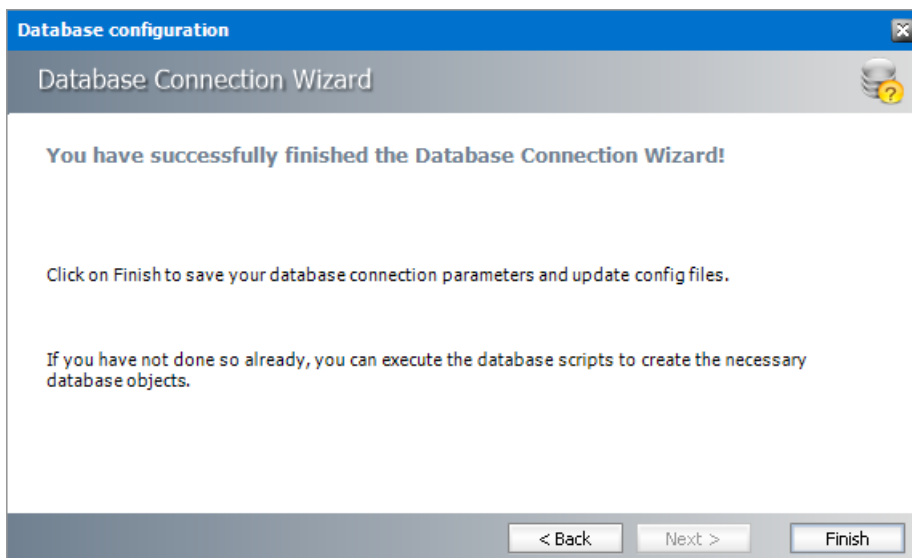 Database configuration
Database Connection Wizard
You have successfully finished the Database Connection Wizard!
Click on Finish to save your database connection parameters and update config files.
If you have not done so already, you can execute the database scripts to create the necessary
database objects.
< Back
Next >
Finish